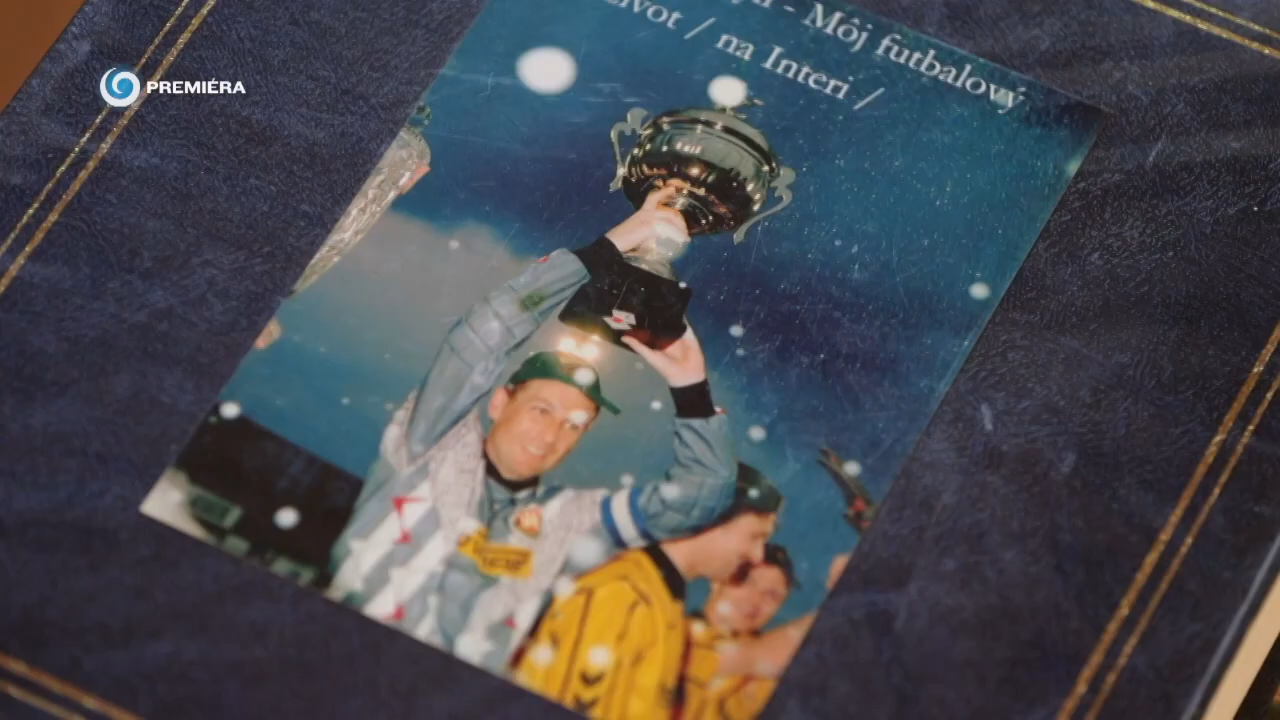 PREMIÉRA
- Môj futbalový
život / na Interi /